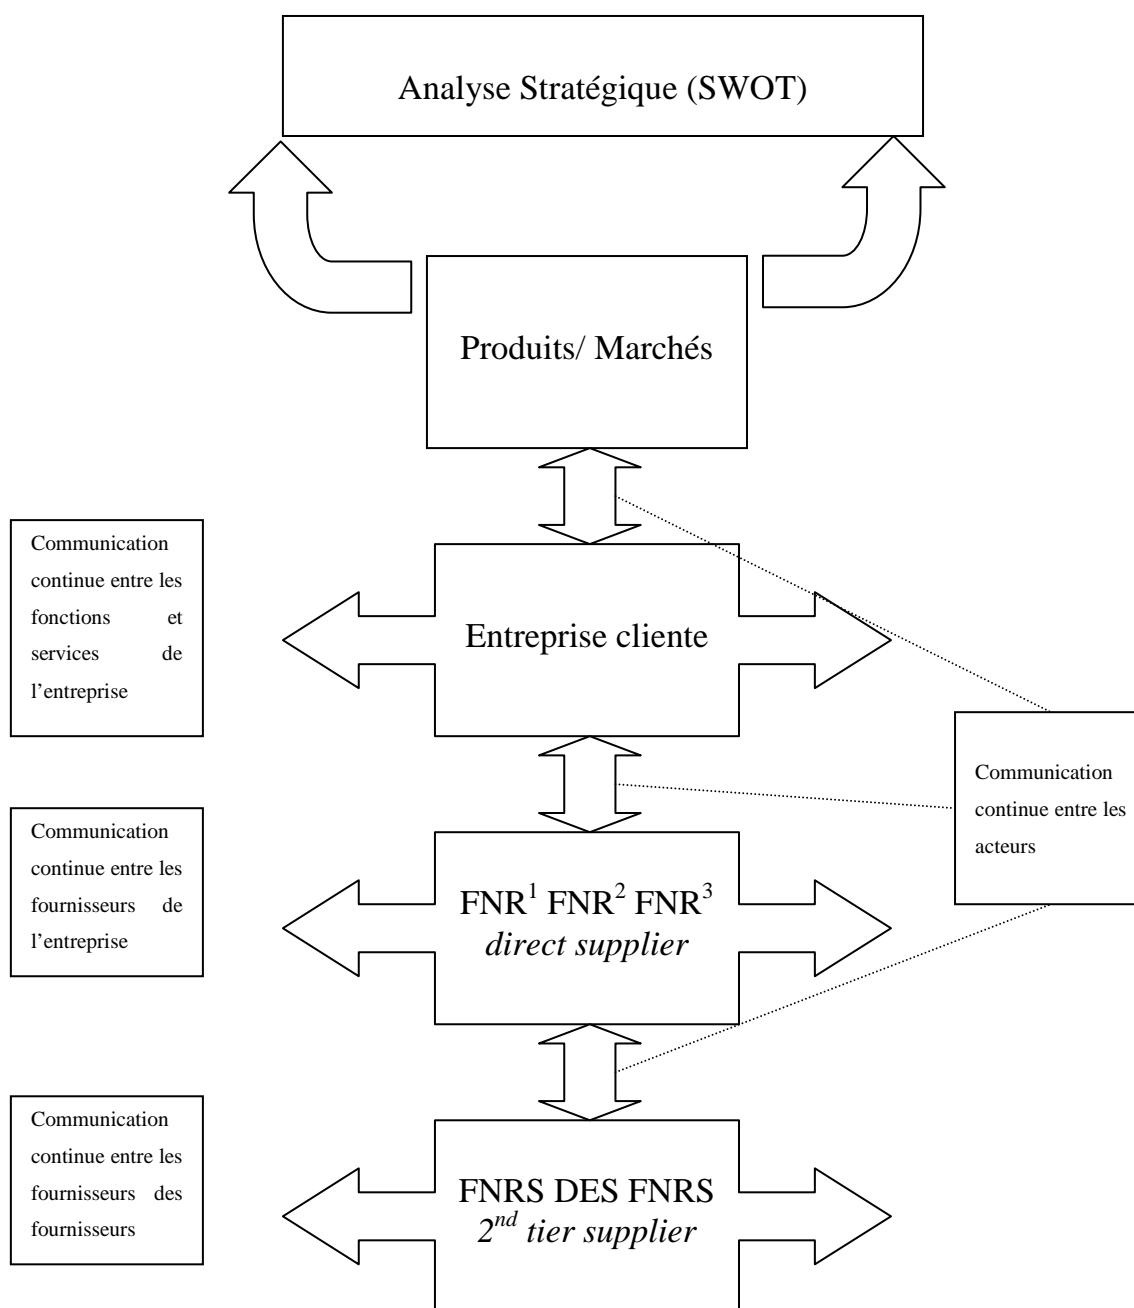 Analyse Stratégique (SWOT)
Produits/ Marchés
Communication
continue entre les
fonctions et
services de
l’entreprise
Entreprise cliente
Communication
continue entre les
acteurs
Communication
continue entre les
fournisseurs de
l’entreprise
FNR¹ FNR² FNR³
direct supplier
Communication
continue entre les
fournisseurs des
fournisseurs
FNRS DES FNRS
2nd tier supplier